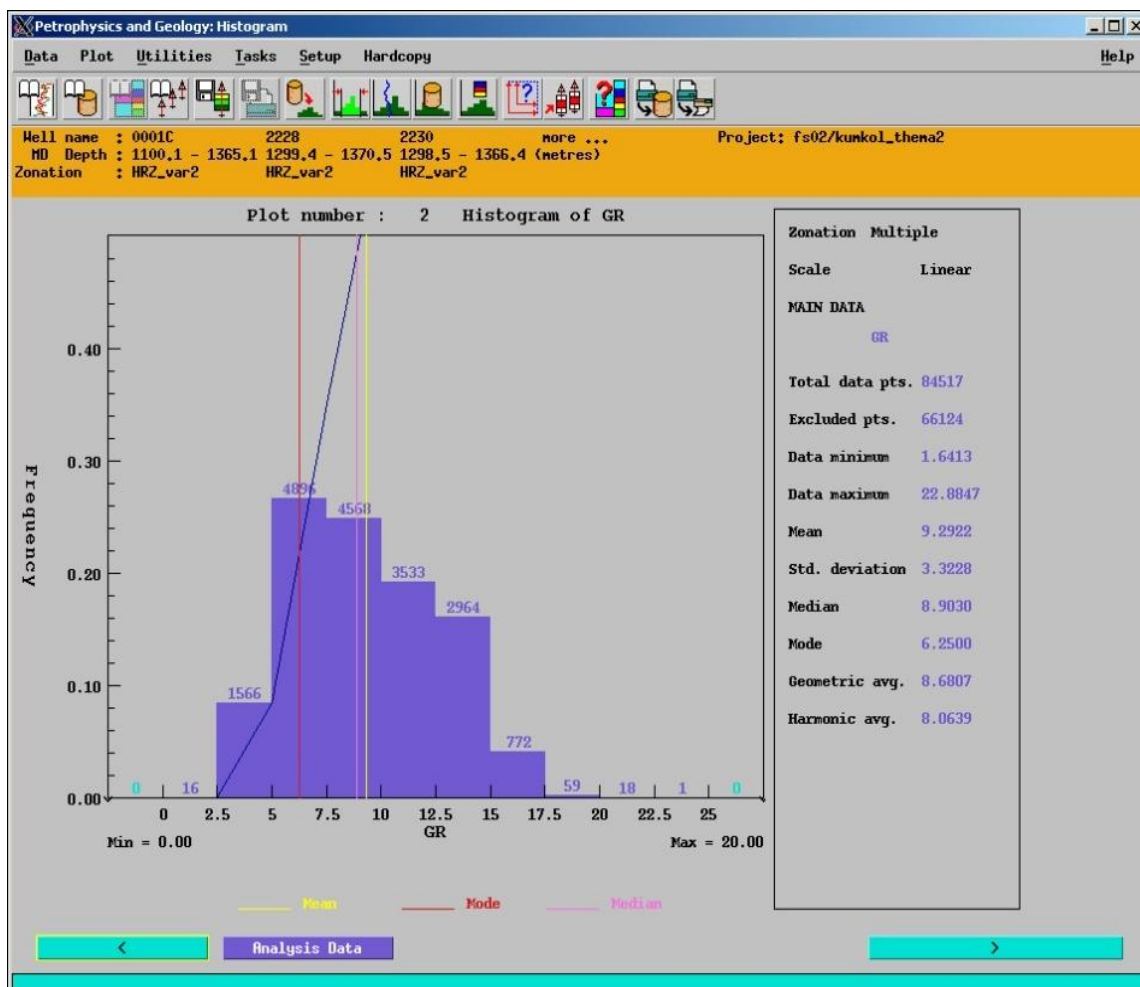 Petrophysics and Geology: Histogram
Data Plot Utilities Tasks Setup Hardcopy Help
Well name : 0001C 2228 2230 more ... Project: fs02/kumkol_thema2
MD Depth : 1100.1 - 1365.1 1299.4 - 1370.5 1298.5 - 1366.4 (metres)
Zonation : HRZ_var2 HRZ_var2 HRZ_var2
Plot number : 2 Histogram of GR
Frequency
0.40
0.30
0.20
0.10
0.00
0 16 1566 4896 4568 3533 2964 772 59 18 1 0
0 2.5 5 7.5 10 12.5 15 17.5 20 22.5 25
GR
Min = 0.00 Max = 20.00
Mean Mode Median
Zonation Multiple
Scale Linear
MAIN DATA
GR
Total data pts. 84517
Excluded pts. 66124
Data minimum 1.6413
Data maximum 22.8847
Mean 9.2922
Std. deviation 3.3228
Median 8.9030
Mode 6.2500
Geometric avg. 8.6807
Harmonic avg. 8.0639
< Analysis Data >